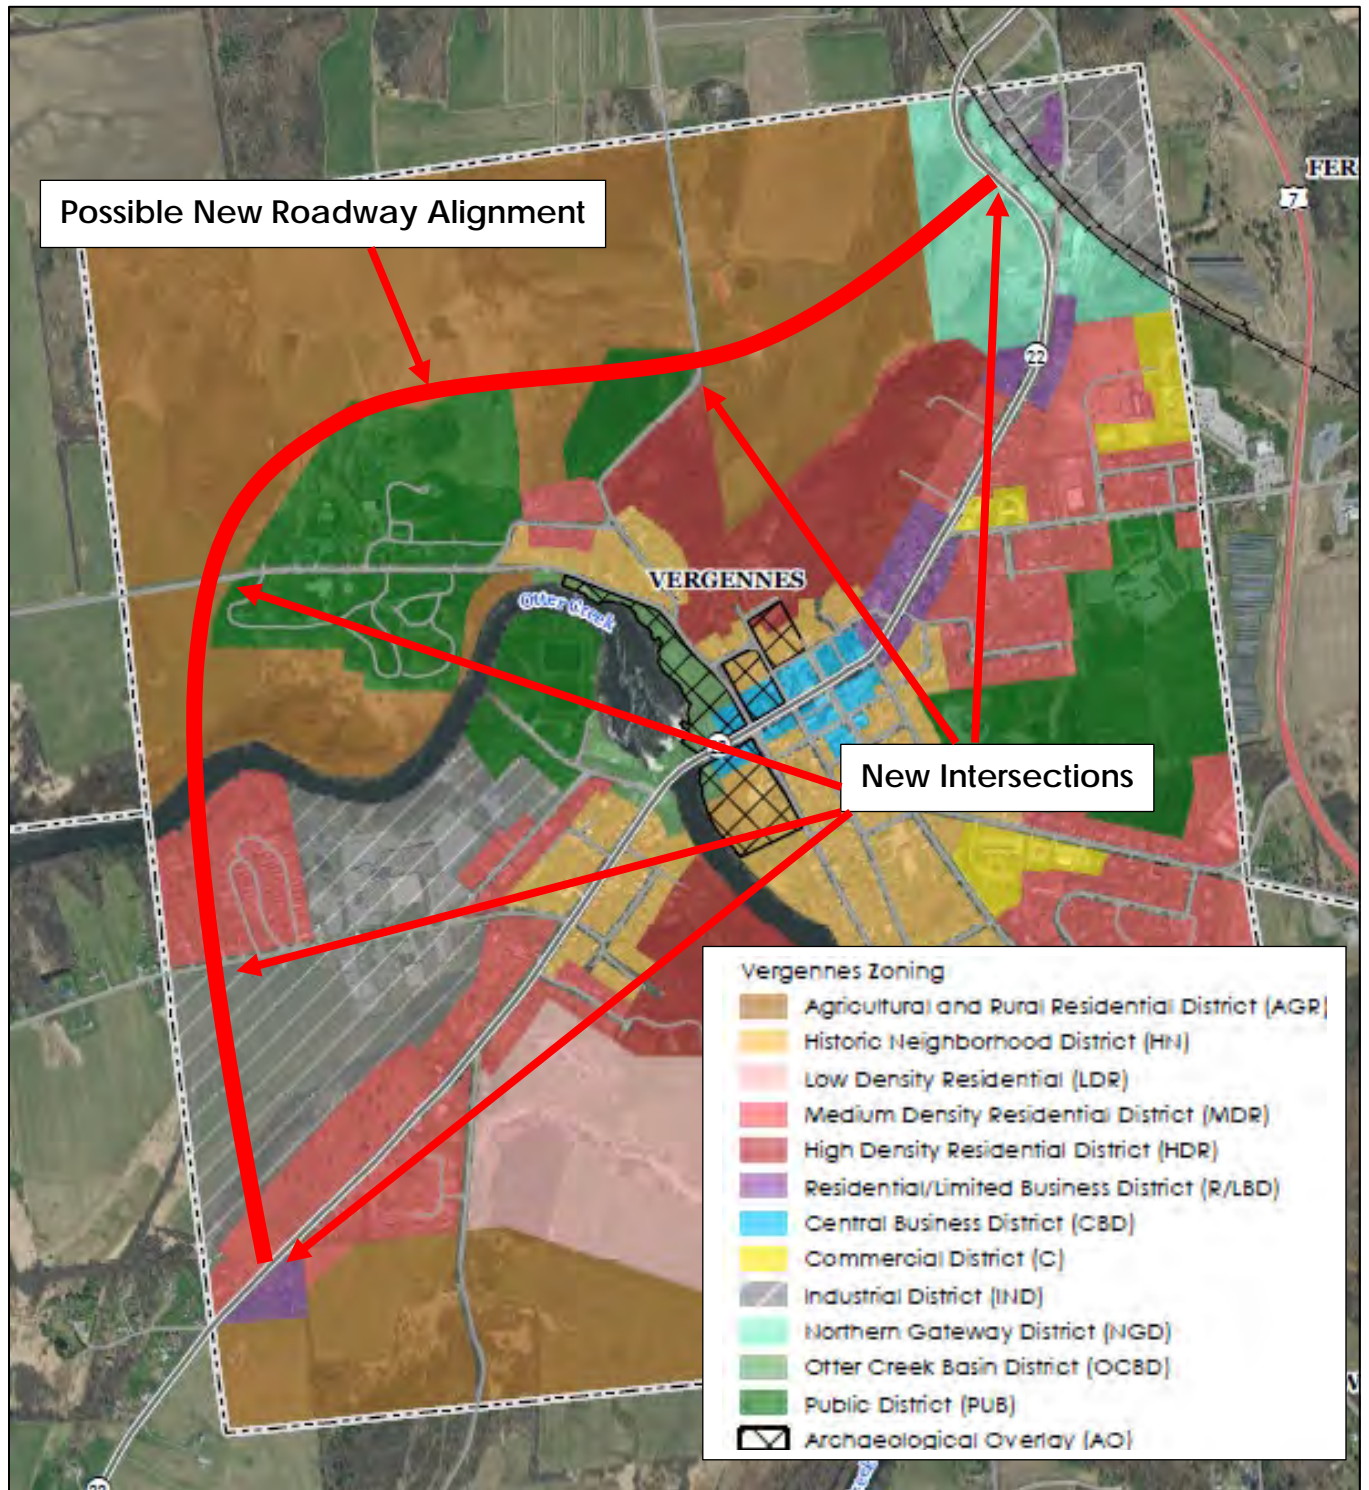 FER
7
Possible New Roadway Alignment
22
VERGENNES
Otter Creek
New Intersections
Vergennes Zoning
Agricultural and Rural Residential District (AGR)
Historic Neighborhood District (HN)
Low Density Residential (LDR)
Medium Density Residential District (MDR)
High Density Residential District (HDR)
Residential/Limited Business District (R/LBD)
Central Business District (CBD)
Commercial District (C)
Industrial District (IND)
Northern Gateway District (NGD)
Otter Creek Basin District (OCBD)
Public District (PUB)
Archaeological Overlay (AO)